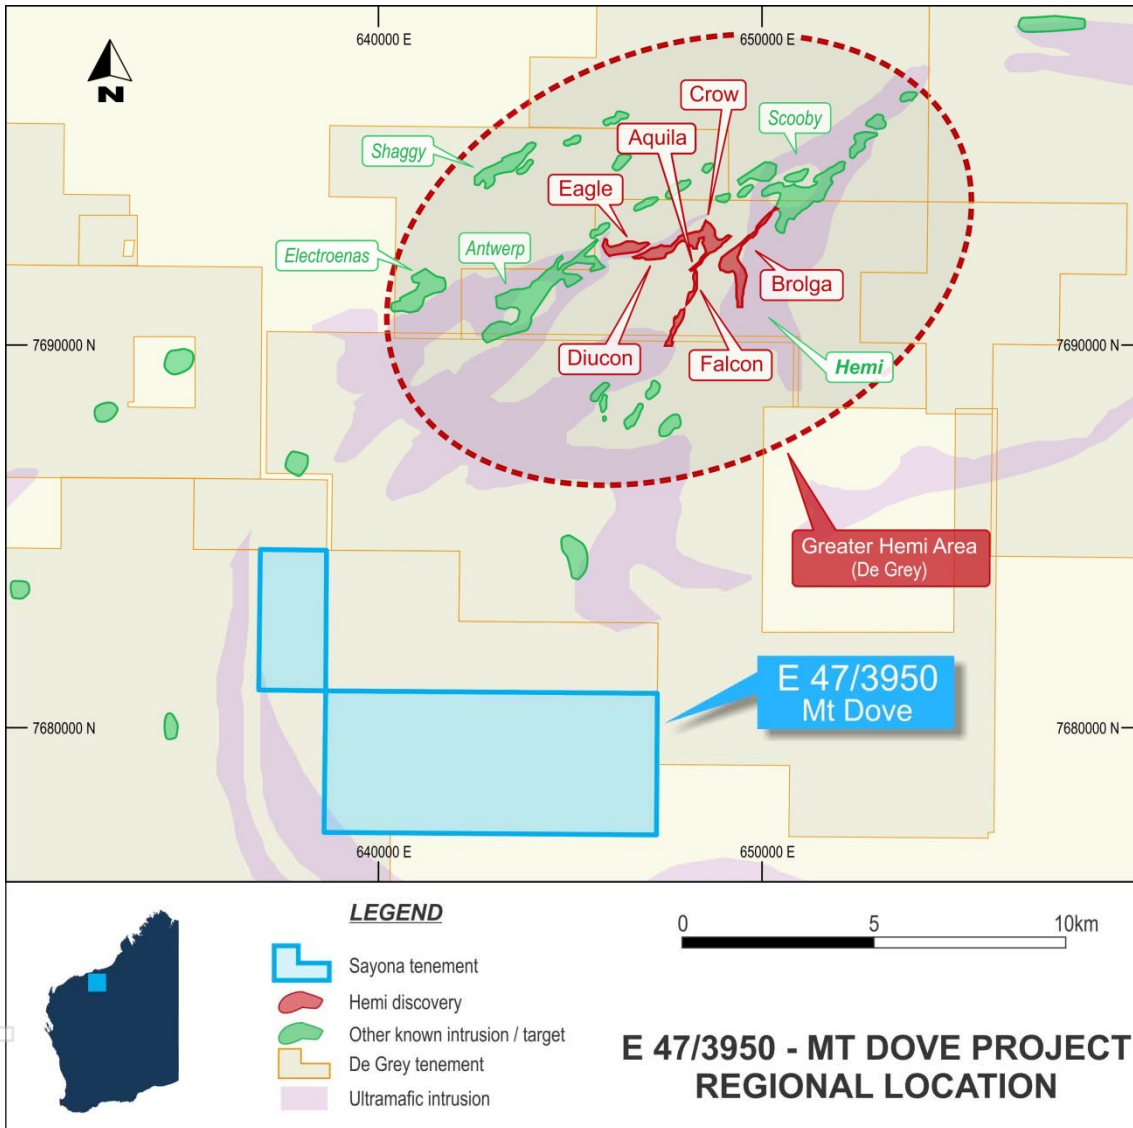 640000 E
650000 E
N
Crow
Scooby
Aquila
Shaggy
Eagle
Electroenas
Antwerp
Brolga
Diucon
Falcon
Hemi
7690000 N
7690000 N
Greater Hemi Area
(De Grey)
E 47/3950
Mt Dove
7680000 N
7680000 N
640000 E
650000 E
LEGEND
Sayona tenement
Hemi discovery
Other known intrusion / target
De Grey tenement
Ultramafic intrusion
0 5 10km
E 47/3950 - MT DOVE PROJECT
REGIONAL LOCATION